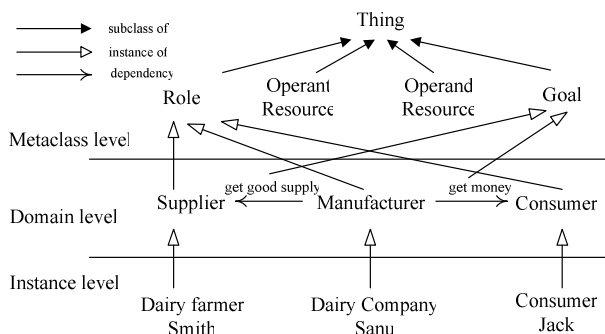 Thing
subclass of
instance of
dependency
Operant
Resource
Operand
Resource
Role
Goal
Metaclass level
get good supply
get money
Domain level
Supplier
Manufacturer
Consumer
Instance level
Dairy farmer
Smith
Dairy Company
Sanu
Consumer
Jack